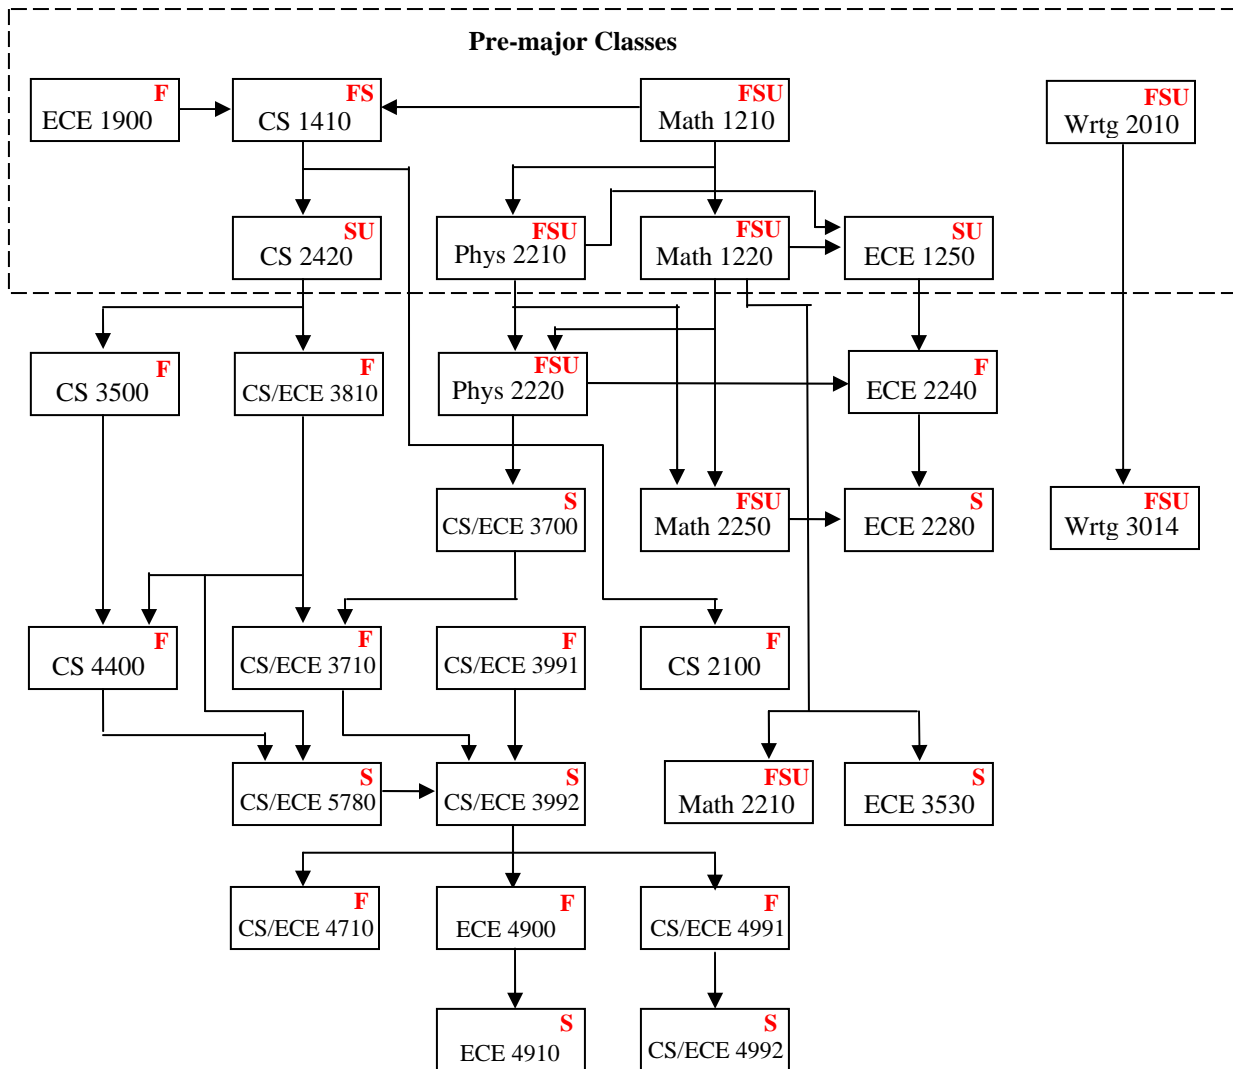 Pre-major Classes
F
ECE 1900
FS
CS 1410
FSU
Math 1210
FSU
Wrtg 2010
SU
CS 2420
FSU
Phys 2210
FSU
Math 1220
SU
ECE 1250
F
CS 3500
F
CS/ECE 3810
FSU
Phys 2220
F
ECE 2240
S
CS/ECE 3700
FSU
Math 2250
S
ECE 2280
FSU
Wrtg 3014
F
CS 4400
F
CS/ECE 3710
F
CS/ECE 3991
F
CS 2100
S
CS/ECE 5780
S
CS/ECE 3992
FSU
Math 2210
S
ECE 3530
F
CS/ECE 4710
F
ECE 4900
F
CS/ECE 4991
S
ECE 4910
S
CS/ECE 4992